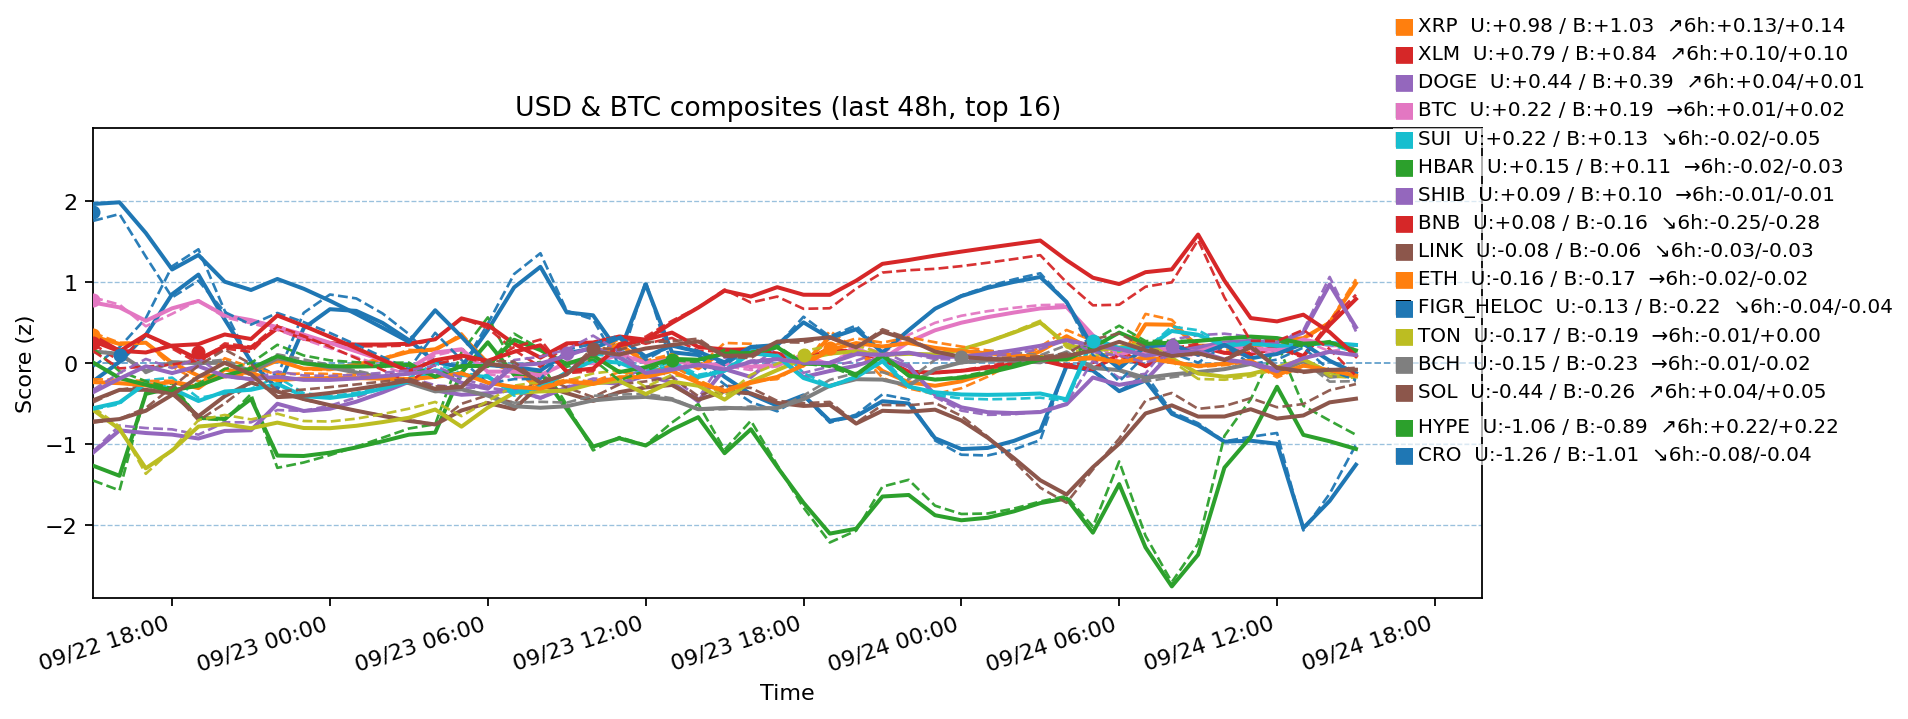 USD & BTC composites (last 48h, top 16)
XRP U:+0.98 / B:+1.03 ↗6h:+0.13/+0.14
XLM U:+0.79 / B:+0.84 ↗6h:+0.10/+0.10
DOGE U:+0.44 / B:+0.39 ↗6h:+0.04/+0.01
BTC U:+0.22 / B:+0.19 →6h:+0.01/+0.02
SUI U:+0.22 / B:+0.13 ↘6h:-0.02/-0.05
HBAR U:+0.15 / B:+0.11 →6h:-0.02/-0.03
SHIB U:+0.09 / B:+0.10 →6h:-0.01/-0.01
BNB U:+0.08 / B:-0.16 ↘6h:-0.25/-0.28
LINK U:-0.08 / B:-0.06 ↘6h:-0.03/-0.03
ETH U:-0.16 / B:-0.17 →6h:-0.02/-0.02
FIGR_HELOC U:-0.13 / B:-0.22 ↘6h:-0.04/-0.04
TON U:-0.17 / B:-0.19 →6h:-0.01/+0.00
BCH U:-0.15 / B:-0.23 →6h:-0.01/-0.02
SOL U:-0.44 / B:-0.26 ↗6h:+0.04/+0.05
HYPE U:-1.06 / B:-0.89 ↗6h:+0.22/+0.22
CRO U:-1.26 / B:-1.01 ↘6h:-0.08/-0.04
Score (z)
2
1
0
−1
−2
09/22 18:00
09/23 00:00
09/23 06:00
09/23 12:00
09/23 18:00
09/24 00:00
09/24 06:00
09/24 12:00
09/24 18:00
Time